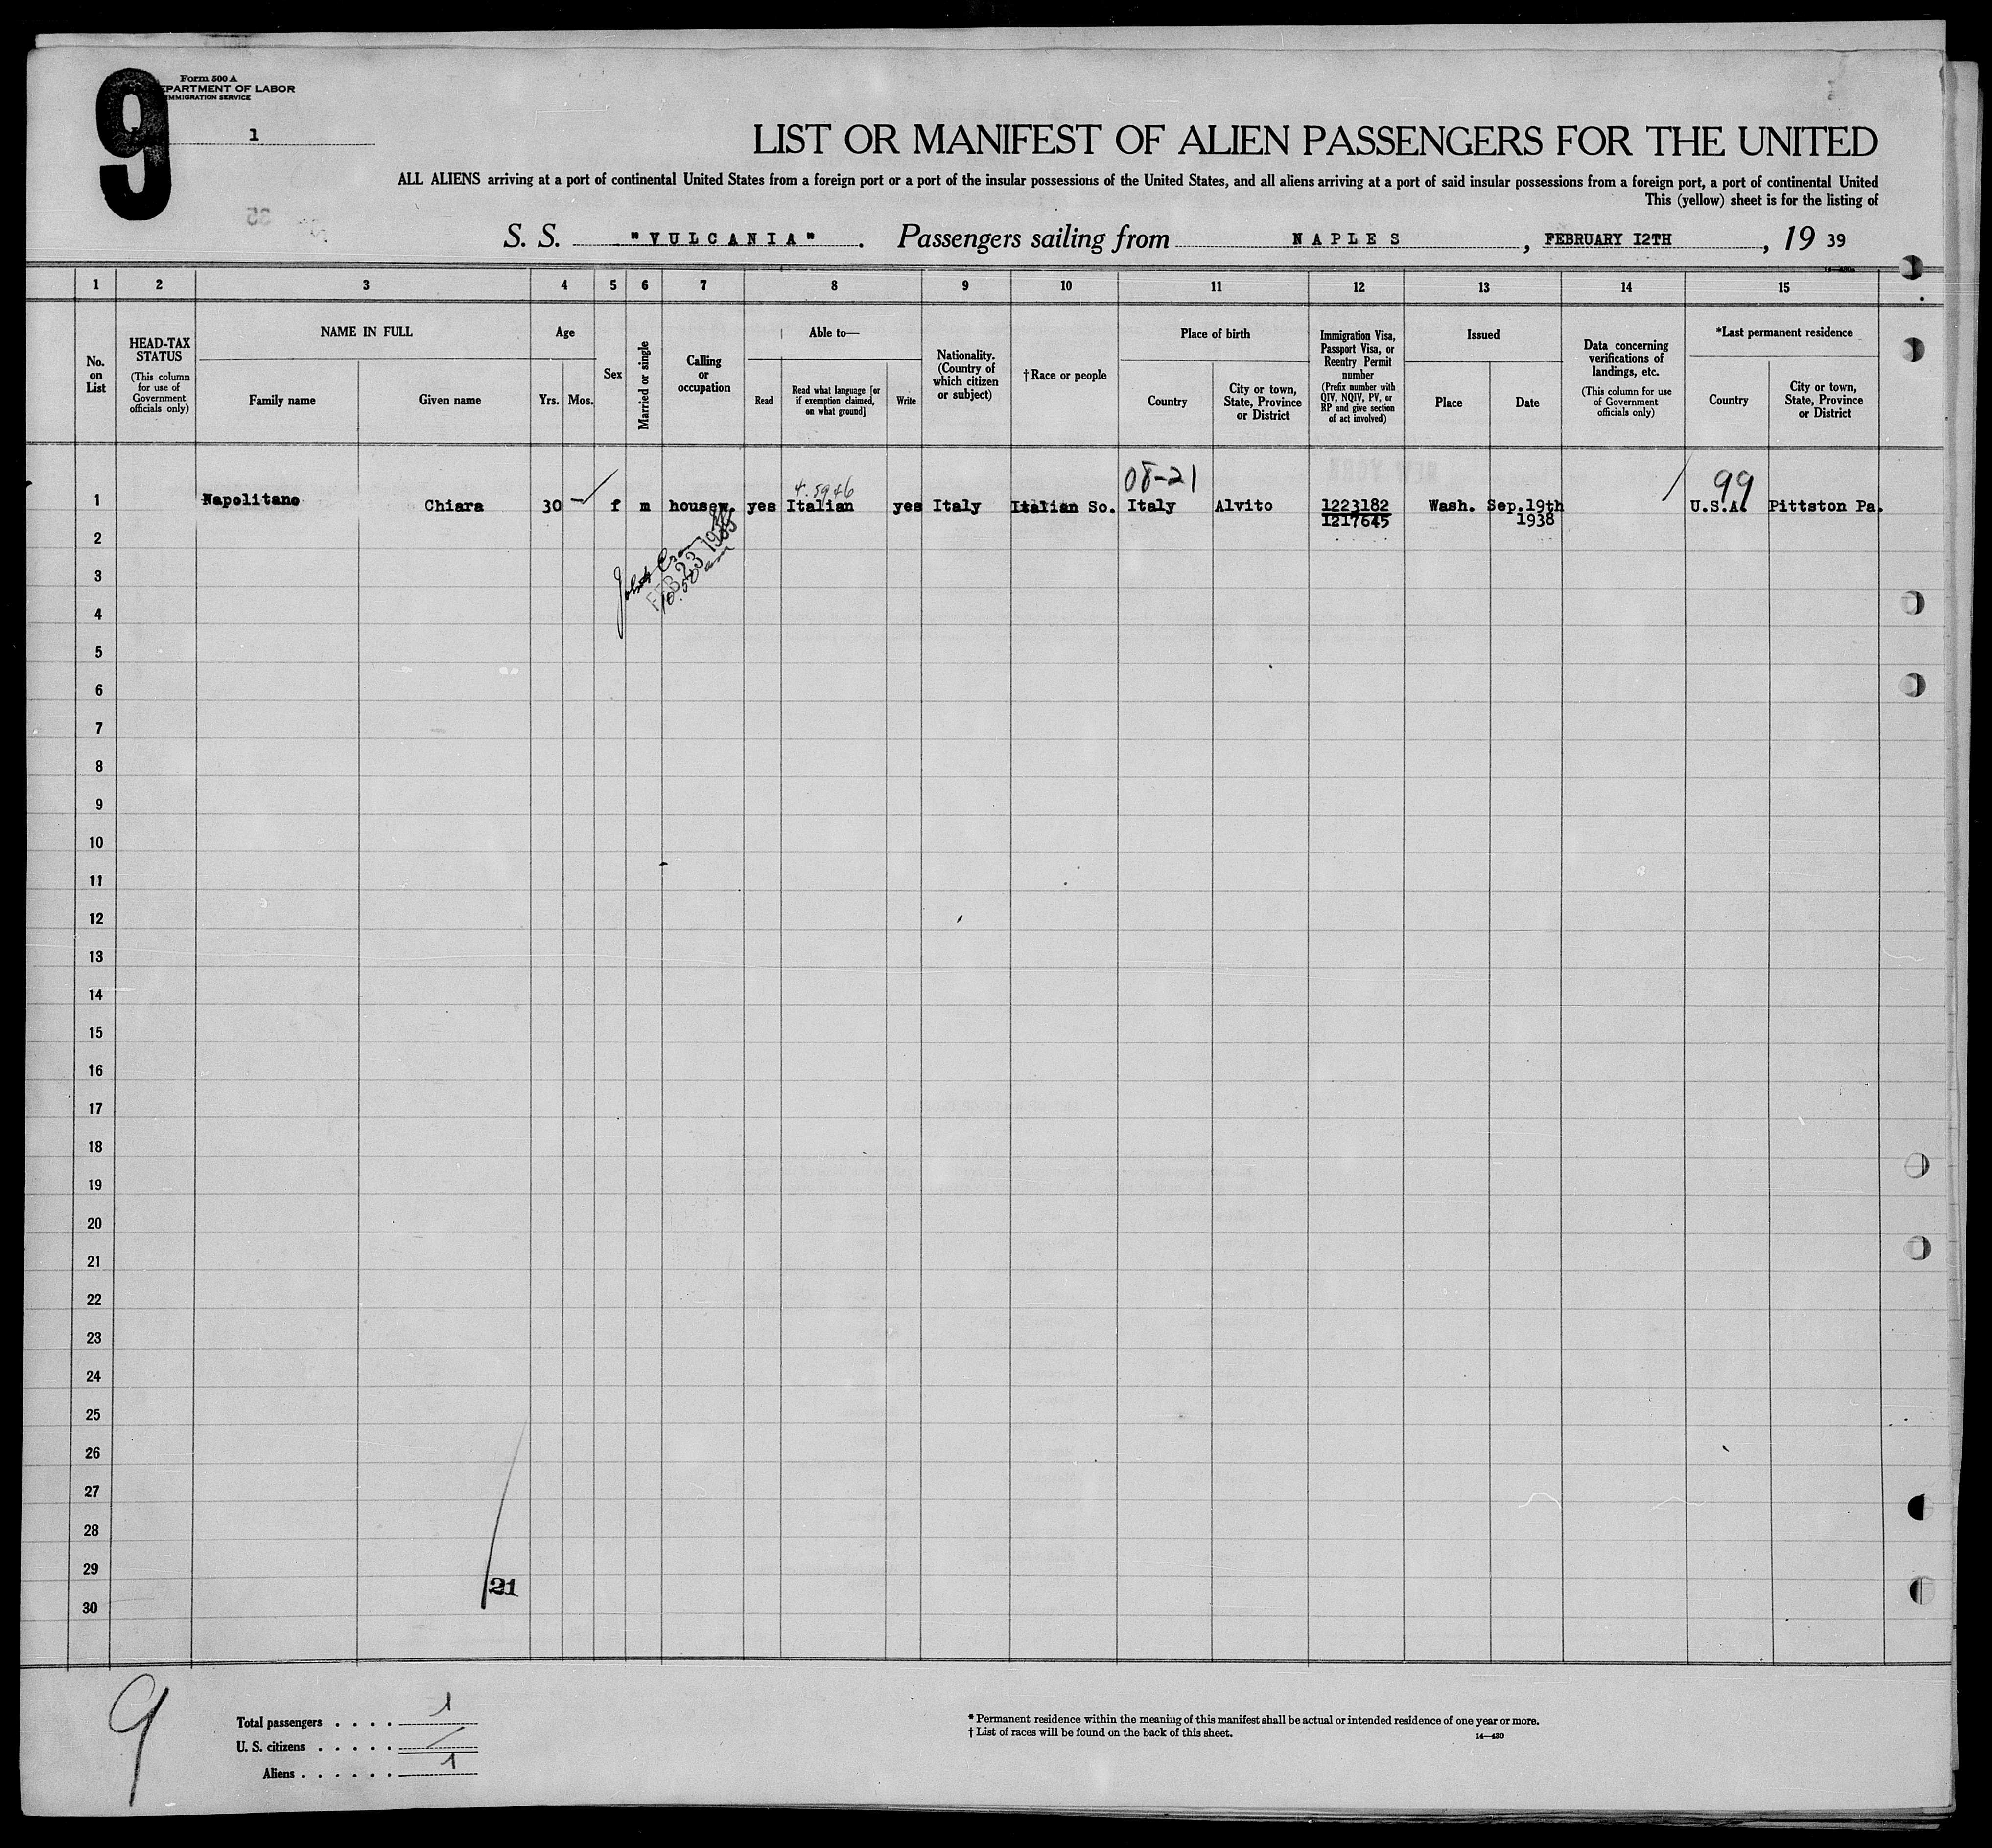 9
Form 500 A
DEPARTMENT OF LABOR
IMMIGRATION SERVICE
1
LIST OR MANIFEST OF ALIEN PASSENGERS FOR THE UNITED
ALL ALIENS arriving at a port of continental United States from a foreign port or a port of the insular possessions of the United States, and all aliens arriving at a port of said insular possessions from a foreign port, a port of continental United
This (yellow) sheet is for the listing of
S. S. "VULCANIA". Passengers sailing from NAPLES, FEBRUARY 12TH, 19 39
1 2 3 4 5 6 7 8 9 10 11 12 13 14 15
No. on List
HEAD-TAX STATUS (This column for use of Government officials only)
NAME IN FULL
Family name Given name
Age
Yrs. Mos.
Sex
Married or single
Calling or occupation
Able to—
Read Read what language [or if exemption claimed, on what ground] Write
Nationality. (Country of which citizen or subject)
†Race or people
Place of birth
Country City or town, State, Province or District
Immigration Visa, Passport Visa, or Reentry Permit number (Prefix number with QIV, NQIV, PV, or RP and give section of act involved)
Issued
Place Date
Data concerning verifications of landings, etc. (This column for use of Government officials only)
*Last permanent residence
Country City or town, State, Province or District
4.5946 08-21 99
1 Napolitano Chiara 30 f m housew. yes Italian yes Italy Italian So. Italy Alvito 1223182 Wash. Sep.19th U.S.A. Pittston Pa.
1217645 1938
2
FEB 23
3
4
5
6
7
8
9
10
11
12
13
14
15
16
17
18
19
20
21
22
23
24
25
26
27
28
29
21
30
9
Total passengers . . . . 1
U. S. citizens . . . . . /
Aliens . . . . . . 1
* Permanent residence within the meaning of this manifest shall be actual or intended residence of one year or more.
† List of races will be found on the back of this sheet.
14—430